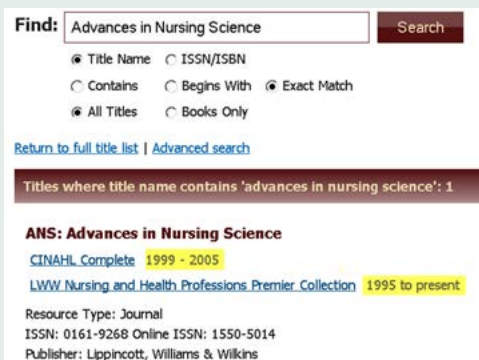 Find: Advances in Nursing Science Search
Title Name ISSN/ISBN
Contains Begins With Exact Match
All Titles Books Only
Return to full title list | Advanced search
Titles where title name contains 'advances in nursing science': 1
ANS: Advances in Nursing Science
CINAHL Complete 1999 - 2005
LWW Nursing and Health Professions Premier Collection 1995 to present
Resource Type: Journal
ISSN: 0161-9268 Online ISSN: 1550-5014
Publisher: Lippincott, Williams & Wilkins